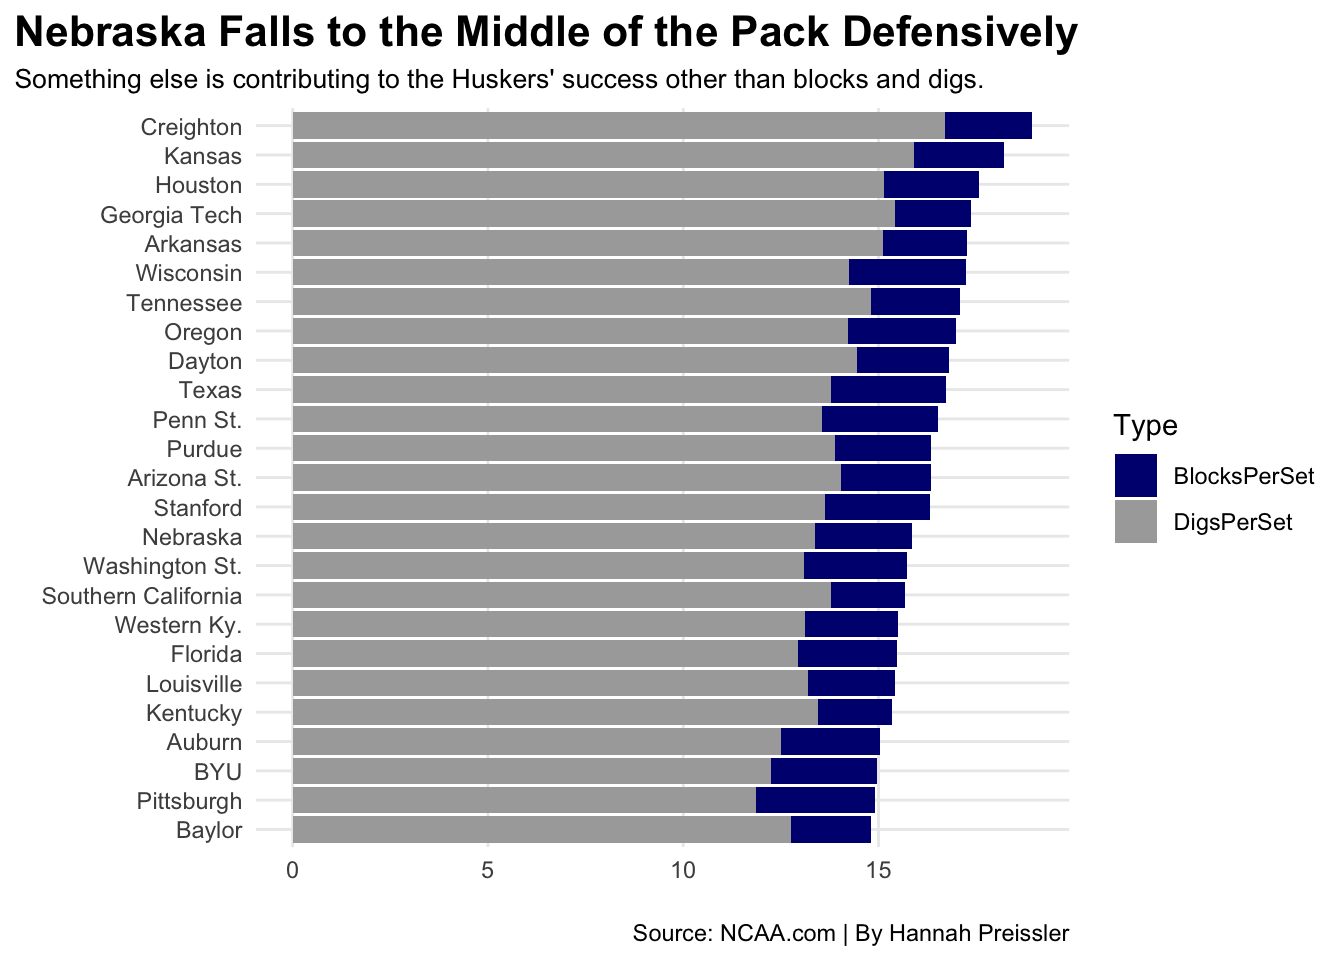 Nebraska Falls to the Middle of the Pack Defensively
Something else is contributing to the Huskers' success other than blocks and digs.
Creighton
Kansas
Houston
Georgia Tech
Arkansas
Wisconsin
Tennessee
Oregon
Dayton
Texas
Penn St.
Purdue
Arizona St.
Stanford
Nebraska
Washington St.
Southern California
Western Ky.
Florida
Louisville
Kentucky
Auburn
BYU
Pittsburgh
Baylor
0 5 10 15
Type
BlocksPerSet
DigsPerSet
Source: NCAA.com | By Hannah Preissler